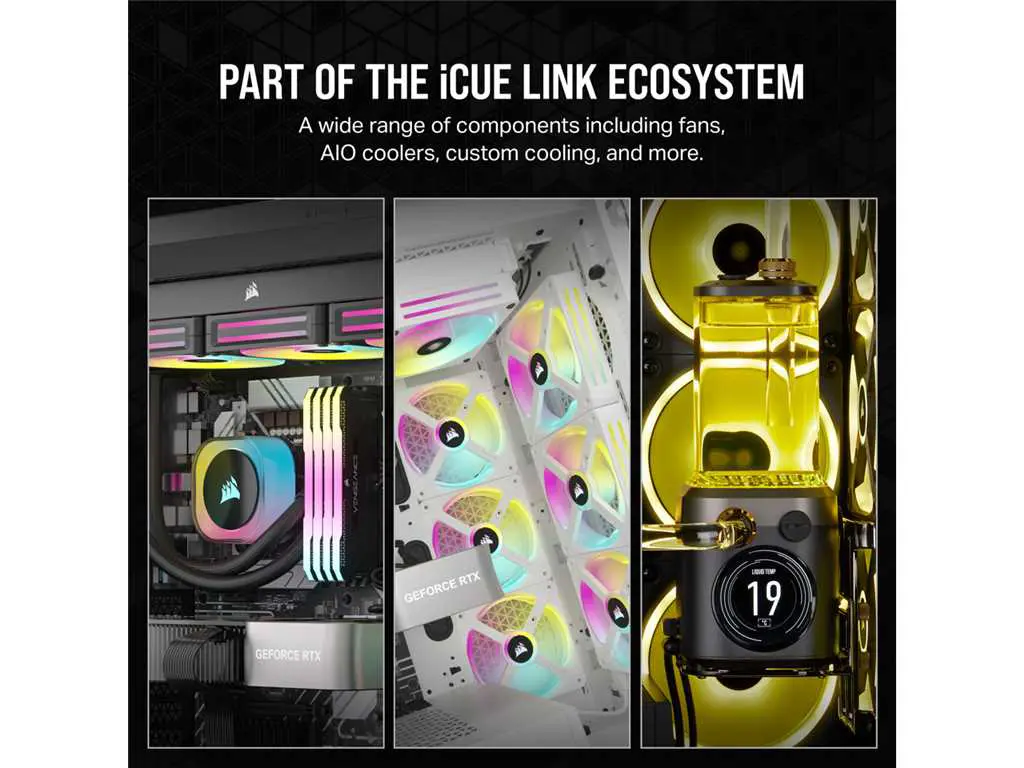 PART OF THE iCUE LINK ECOSYSTEM
A wide range of components including fans,
AIO coolers, custom cooling, and more.
VENGEANCE
GEFORCE RTX
GEFORCE RTX
LIQUID TEMP
19
°C